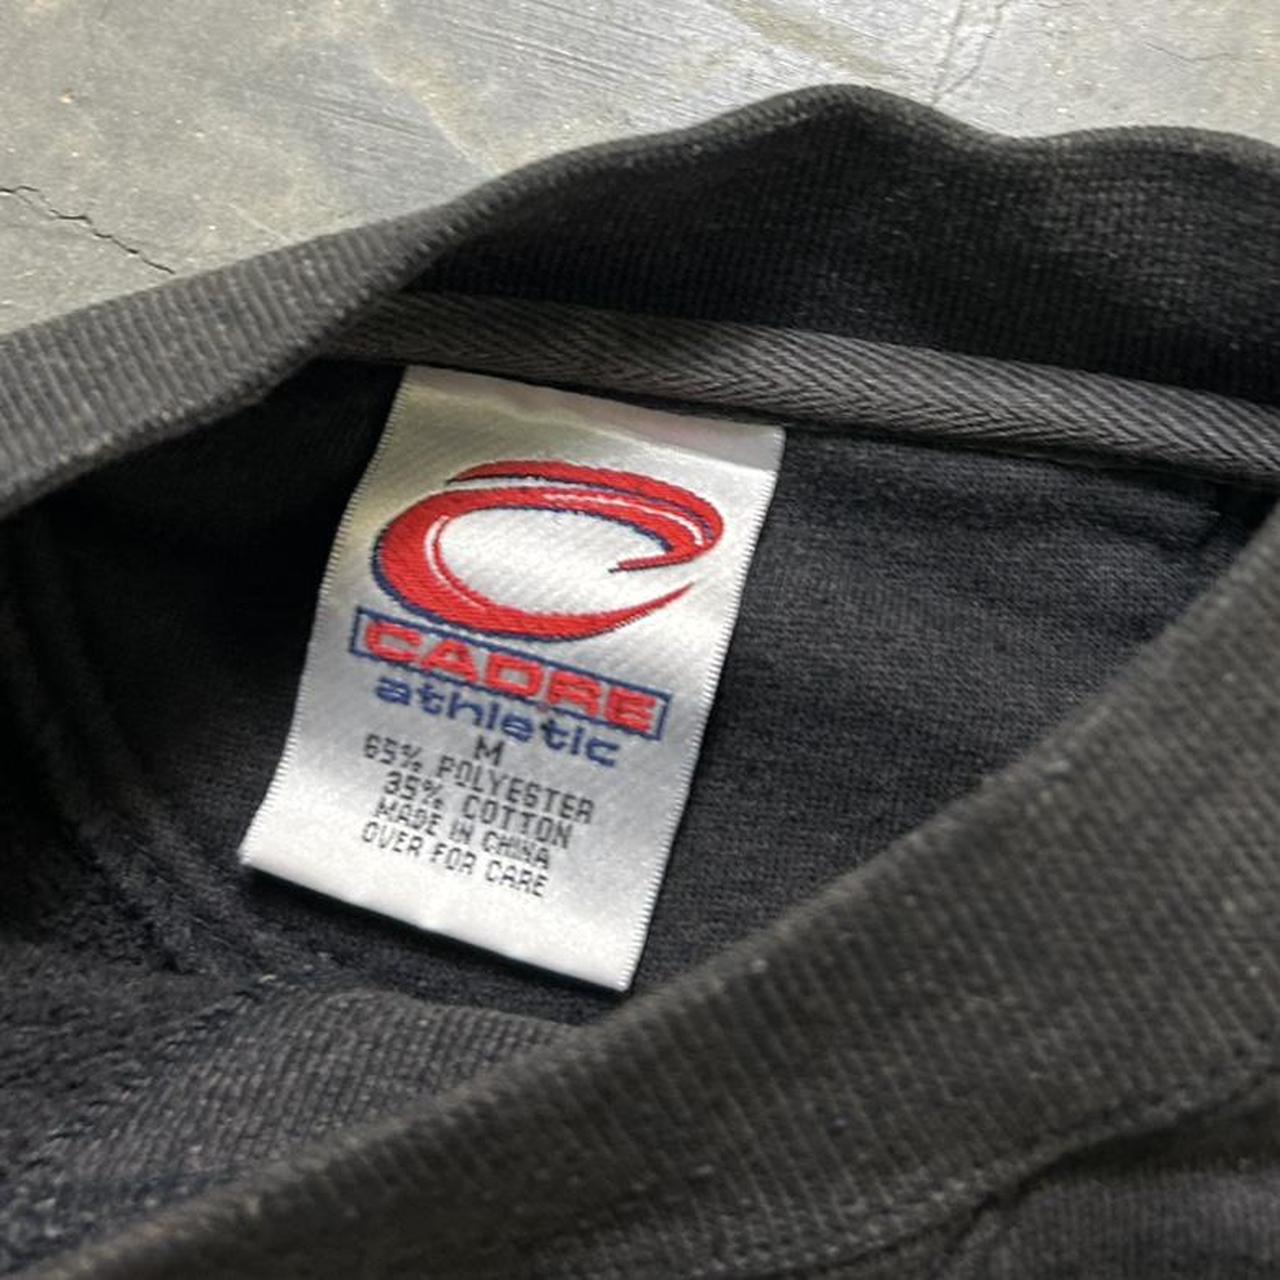 CADRE
athletic
M
65% POLYESTER
35% COTTON
MADE IN CHINA
OVER FOR CARE